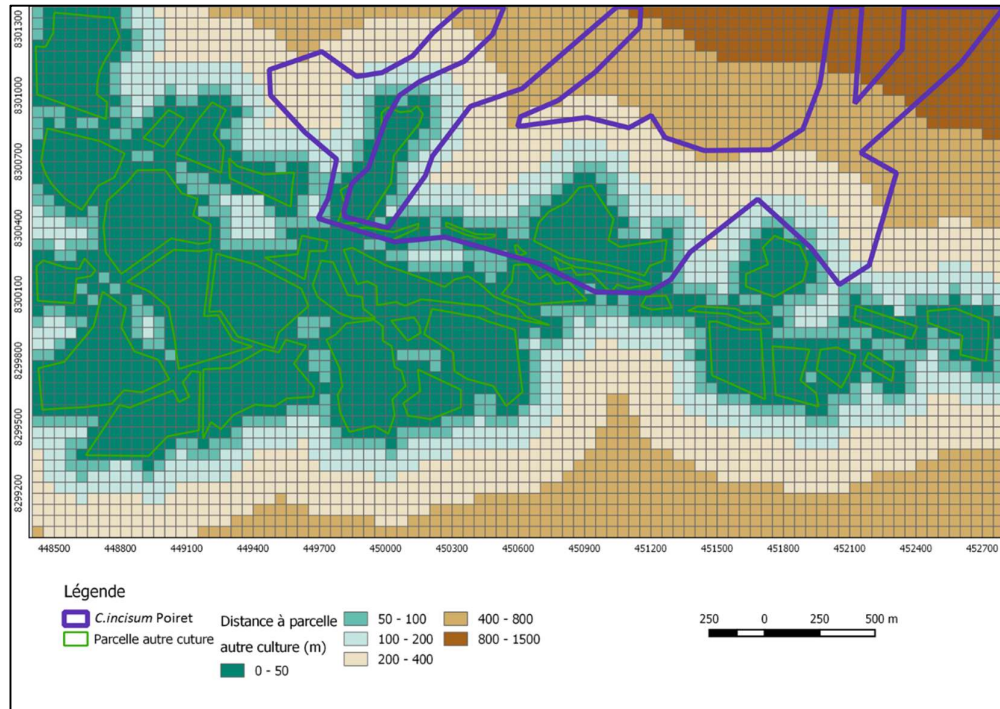 8301300
8301000
8300700
8300400
8300100
8299800
8299500
8299200
448500 448800 449100 449400 449700 450000 450300 450600 450900 451200 451500 451800 452100 452400 452700
Légende
C.incisum Poiret
Parcelle autre cuture
Distance à parcelle
autre culture (m)
0 - 50
50 - 100
100 - 200
200 - 400
400 - 800
800 - 1500
250 0 250 500 m